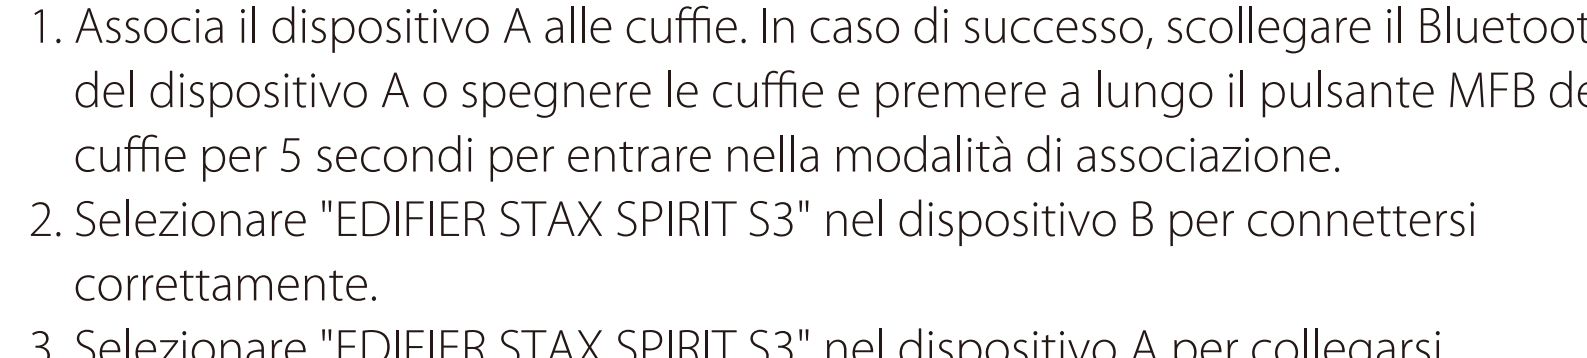 1. Associa il dispositivo A alle cuffie. In caso di successo, scollegare il Bluetoot
del dispositivo A o spegnere le cuffie e premere a lungo il pulsante MFB de
cuffie per 5 secondi per entrare nella modalità di associazione.
2. Selezionare "EDIFIER STAX SPIRIT S3" nel dispositivo B per connettersi
correttamente.
3. Selezionare "EDIFIER STAX SPIRIT S3" nel dispositivo A per collegarsi